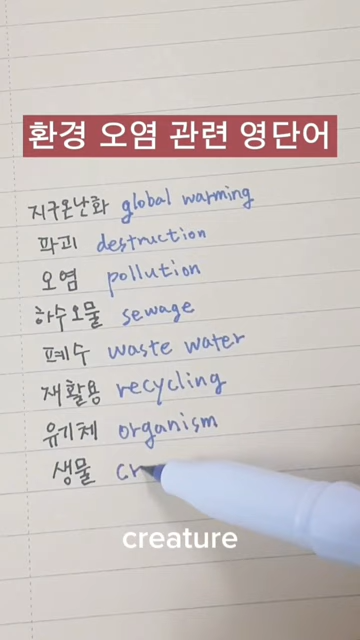 환경 오염 관련 영단어
지구온난화 global warming
파괴 destruction
오염 pollution
하수오물 sewage
폐수 waste water
재활용 recycling
유기체 organism
생물 cr
creature